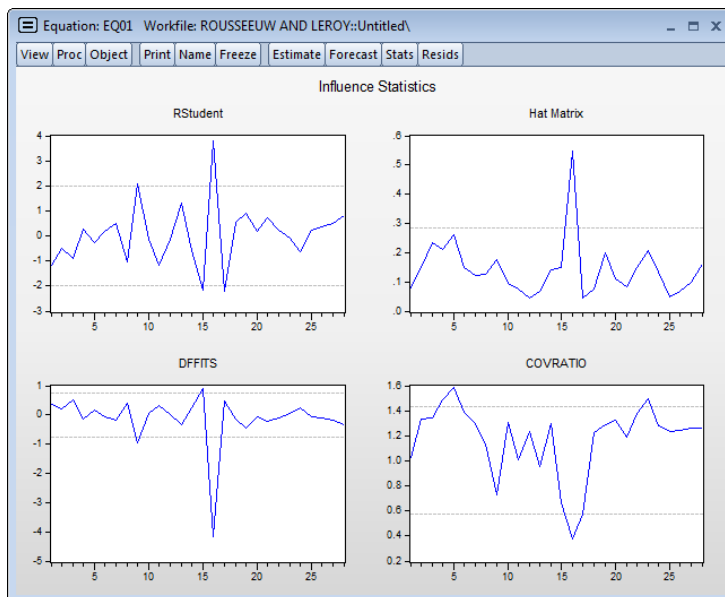 Equation: EQ01 Workfile: ROUSSEEUW AND LEROY::Untitled\
View Proc Object Print Name Freeze Estimate Forecast Stats Resids
Influence Statistics
RStudent
4
3
2
1
0
-1
-2
-3
5 10 15 20 25
Hat Matrix
.6
.5
.4
.3
.2
.1
.0
5 10 15 20 25
DFFITS
1
0
-1
-2
-3
-4
-5
5 10 15 20 25
COVRATIO
1.6
1.4
1.2
1.0
0.8
0.6
0.4
0.2
5 10 15 20 25